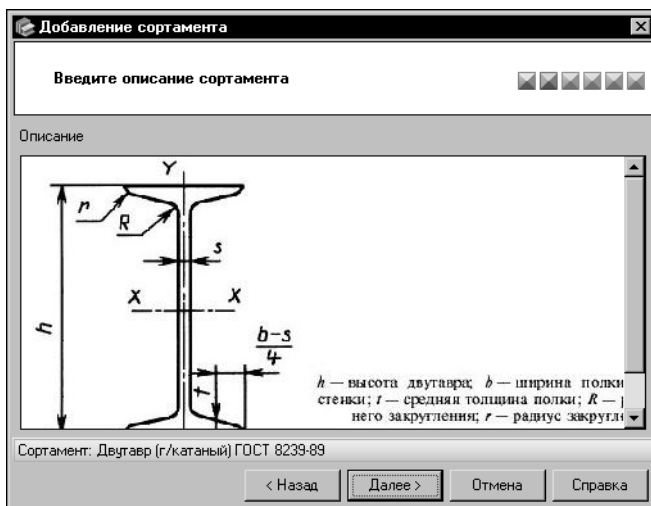 Добавление сортамента
Введите описание сортамента
Описание
Y
r
R
s
X X
h
b-s
4
t
h — высота двутавра; b — ширина полки
стенки; t — средняя толщина полки; R —
него закругления; r — радиус
Сортамент: Двутавр (г/катаный) ГОСТ 8239-89
< Назад Далее > Отмена Справка